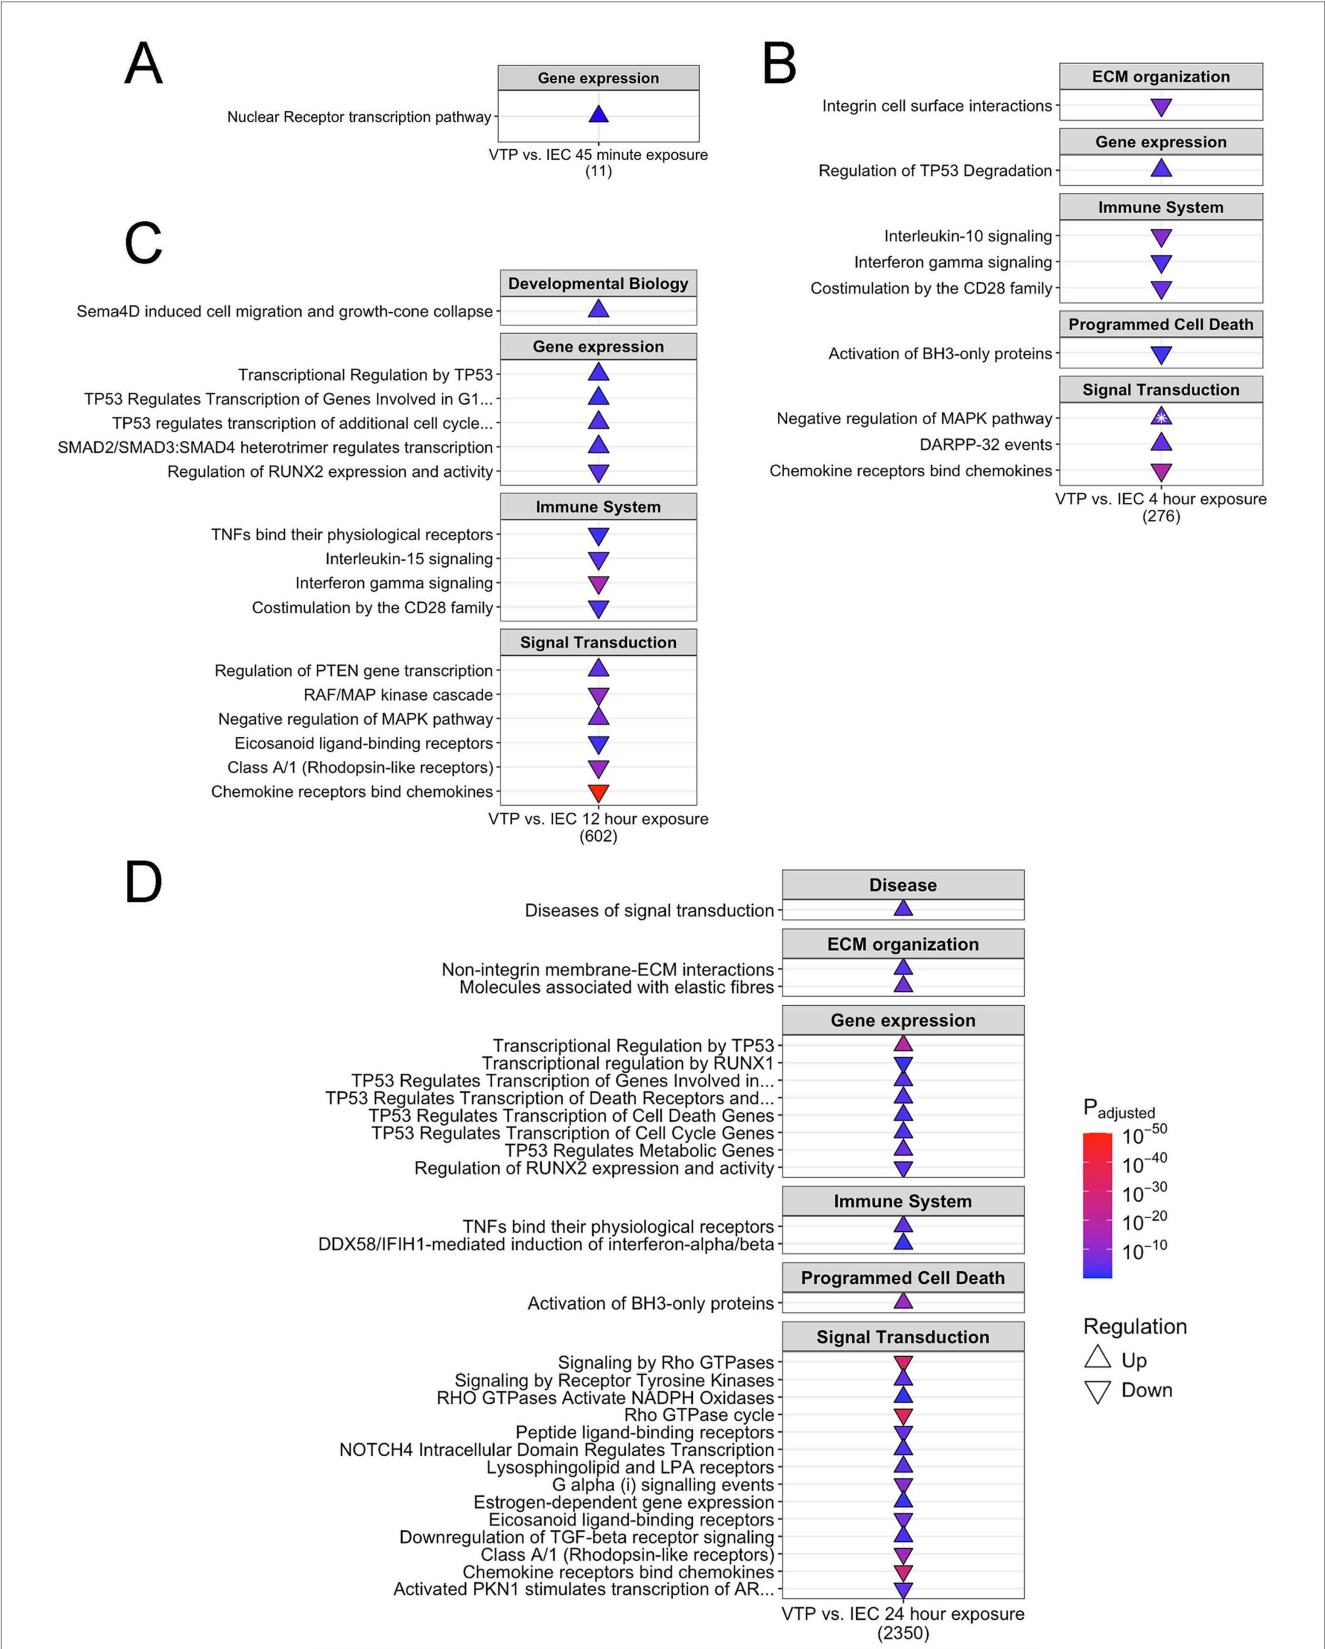 A
Gene expression
Nuclear Receptor transcription pathway
VTP vs. IEC 45 minute exposure
(11)
B
ECM organization
Integrin cell surface interactions
Gene expression
Regulation of TP53 Degradation
Immune System
Interleukin-10 signaling
Interferon gamma signaling
Costimulation by the CD28 family
Programmed Cell Death
Activation of BH3-only proteins
Signal Transduction
Negative regulation of MAPK pathway
DARPP-32 events
Chemokine receptors bind chemokines
VTP vs. IEC 4 hour exposure
(276)
C
Developmental Biology
Sema4D induced cell migration and growth-cone collapse
Gene expression
Transcriptional Regulation by TP53
TP53 Regulates Transcription of Genes Involved in G1...
TP53 regulates transcription of additional cell cycle...
SMAD2/SMAD3:SMAD4 heterotrimer regulates transcription
Regulation of RUNX2 expression and activity
Immune System
TNFs bind their physiological receptors
Interleukin-15 signaling
Interferon gamma signaling
Costimulation by the CD28 family
Signal Transduction
Regulation of PTEN gene transcription
RAF/MAP kinase cascade
Negative regulation of MAPK pathway
Eicosanoid ligand-binding receptors
Class A/1 (Rhodopsin-like receptors)
Chemokine receptors bind chemokines
VTP vs. IEC 12 hour exposure
(602)
D
Disease
Diseases of signal transduction
ECM organization
Non-integrin membrane-ECM interactions
Molecules associated with elastic fibres
Gene expression
Transcriptional Regulation by TP53
Transcriptional regulation by RUNX1
TP53 Regulates Transcription of Genes Involved in...
TP53 Regulates Transcription of Death Receptors and...
TP53 Regulates Transcription of Cell Death Genes
TP53 Regulates Transcription of Cell Cycle Genes
TP53 Regulates Metabolic Genes
Regulation of RUNX2 expression and activity
Immune System
TNFs bind their physiological receptors
DDX58/IFIH1-mediated induction of interferon-alpha/beta
Programmed Cell Death
Activation of BH3-only proteins
Signal Transduction
Signaling by Rho GTPases
Signaling by Receptor Tyrosine Kinases
RHO GTPases Activate NADPH Oxidases
Rho GTPase cycle
Peptide ligand-binding receptors
NOTCH4 Intracellular Domain Regulates Transcription
Lysosphingolipid and LPA receptors
G alpha (i) signalling events
Estrogen-dependent gene expression
Eicosanoid ligand-binding receptors
Downregulation of TGF-beta receptor signaling
Class A/1 (Rhodopsin-like receptors)
Chemokine receptors bind chemokines
Activated PKN1 stimulates transcription of AR...
VTP vs. IEC 24 hour exposure
(2350)
Padjusted
10−50
10−40
10−30
10−20
10−10
Regulation
Up
Down